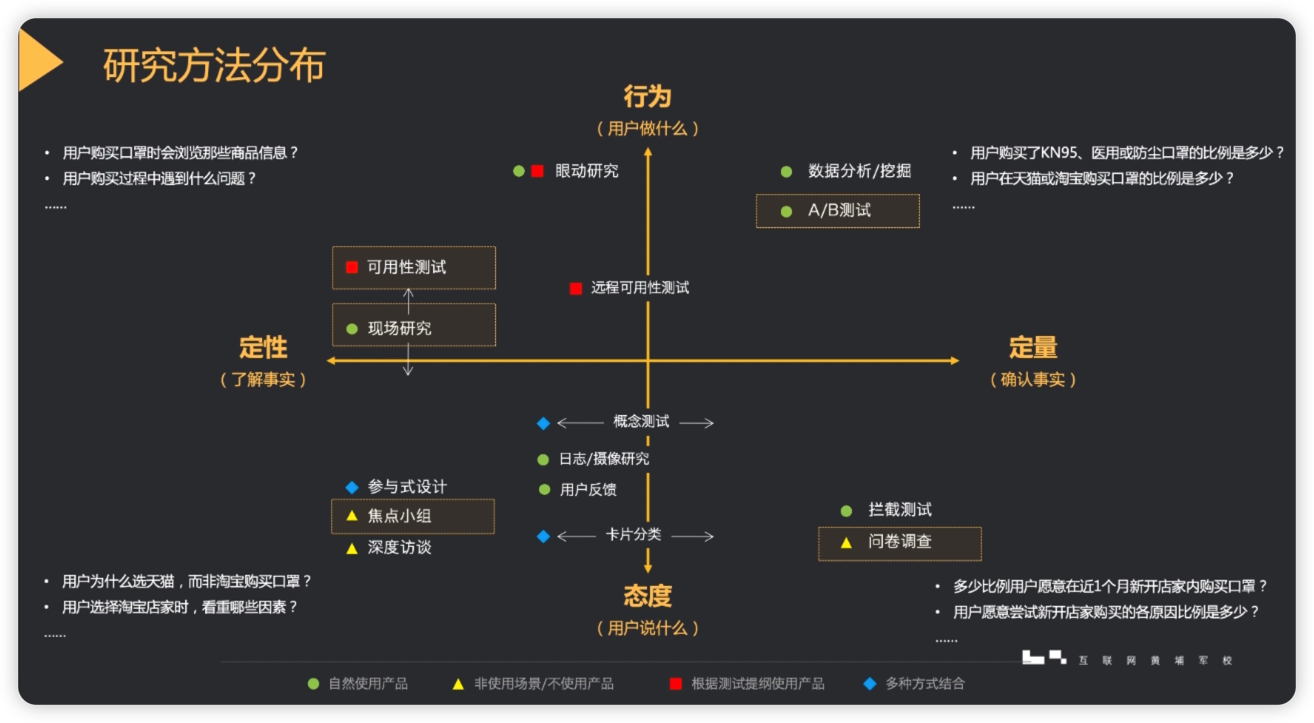 研究方法分布
行为
（用户做什么）
• 用户购买口罩时会浏览那些商品信息？
• 用户购买过程中遇到什么问题？
……
• 用户购买了KN95、医用或防尘口罩的比例是多少？
• 用户在天猫或淘宝购买口罩的比例是多少？
……
眼动研究
数据分析/挖掘
A/B测试
可用性测试
远程可用性测试
现场研究
定性
（了解事实）
定量
（确认事实）
概念测试
日志/摄像研究
用户反馈
参与式设计
焦点小组
深度访谈
卡片分类
拦截测试
问卷调查
• 用户为什么选天猫，而非淘宝购买口罩？
• 用户选择淘宝店家时，看重哪些因素？
……
态度
（用户说什么）
• 多少比例用户愿意在近1个月新开店家内购买口罩？
• 用户愿意尝试新开店家购买的各原因比例是多少？
……
互联网黄埔军校
自然使用产品
非使用场景/不使用产品
根据测试提纲使用产品
多种方式结合